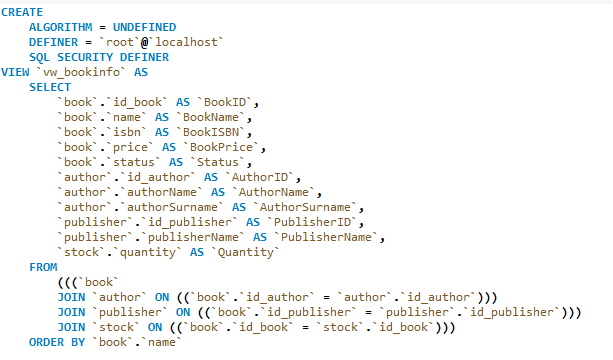 CREATE
    ALGORITHM = UNDEFINED
    DEFINER = `root`@`localhost`
    SQL SECURITY DEFINER
VIEW `vw_bookinfo` AS
    SELECT
        `book`.`id_book` AS `BookID`,
        `book`.`name` AS `BookName`,
        `book`.`isbn` AS `BookISBN`,
        `book`.`price` AS `BookPrice`,
        `book`.`status` AS `Status`,
        `author`.`id_author` AS `AuthorID`,
        `author`.`authorName` AS `AuthorName`,
        `author`.`authorSurname` AS `AuthorSurname`,
        `publisher`.`id_publisher` AS `PublisherID`,
        `publisher`.`publisherName` AS `PublisherName`,
        `stock`.`quantity` AS `Quantity`
    FROM
        (((`book`
        JOIN `author` ON ((`book`.`id_author` = `author`.`id_author`)))
        JOIN `publisher` ON ((`book`.`id_publisher` = `publisher`.`id_publisher`)))
        JOIN `stock` ON ((`book`.`id_book` = `stock`.`id_book`)))
    ORDER BY `book`.`name`